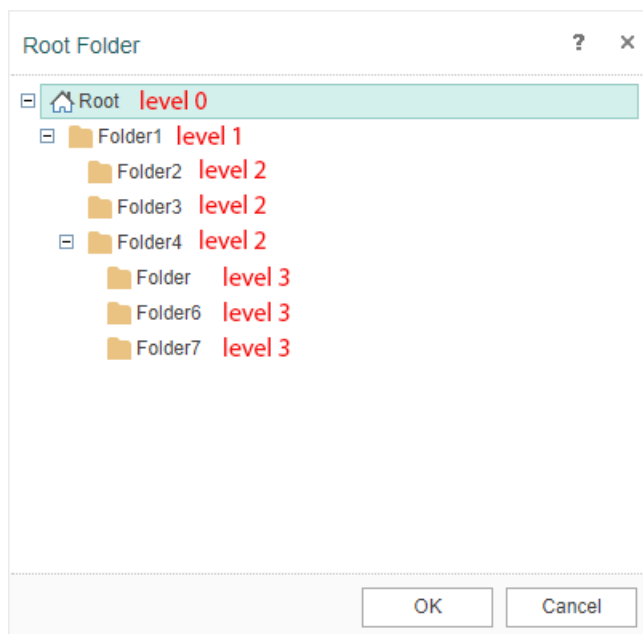 Root Folder ? ×
Root level 0
Folder1 level 1
Folder2 level 2
Folder3 level 2
Folder4 level 2
Folder level 3
Folder6 level 3
Folder7 level 3
OK Cancel